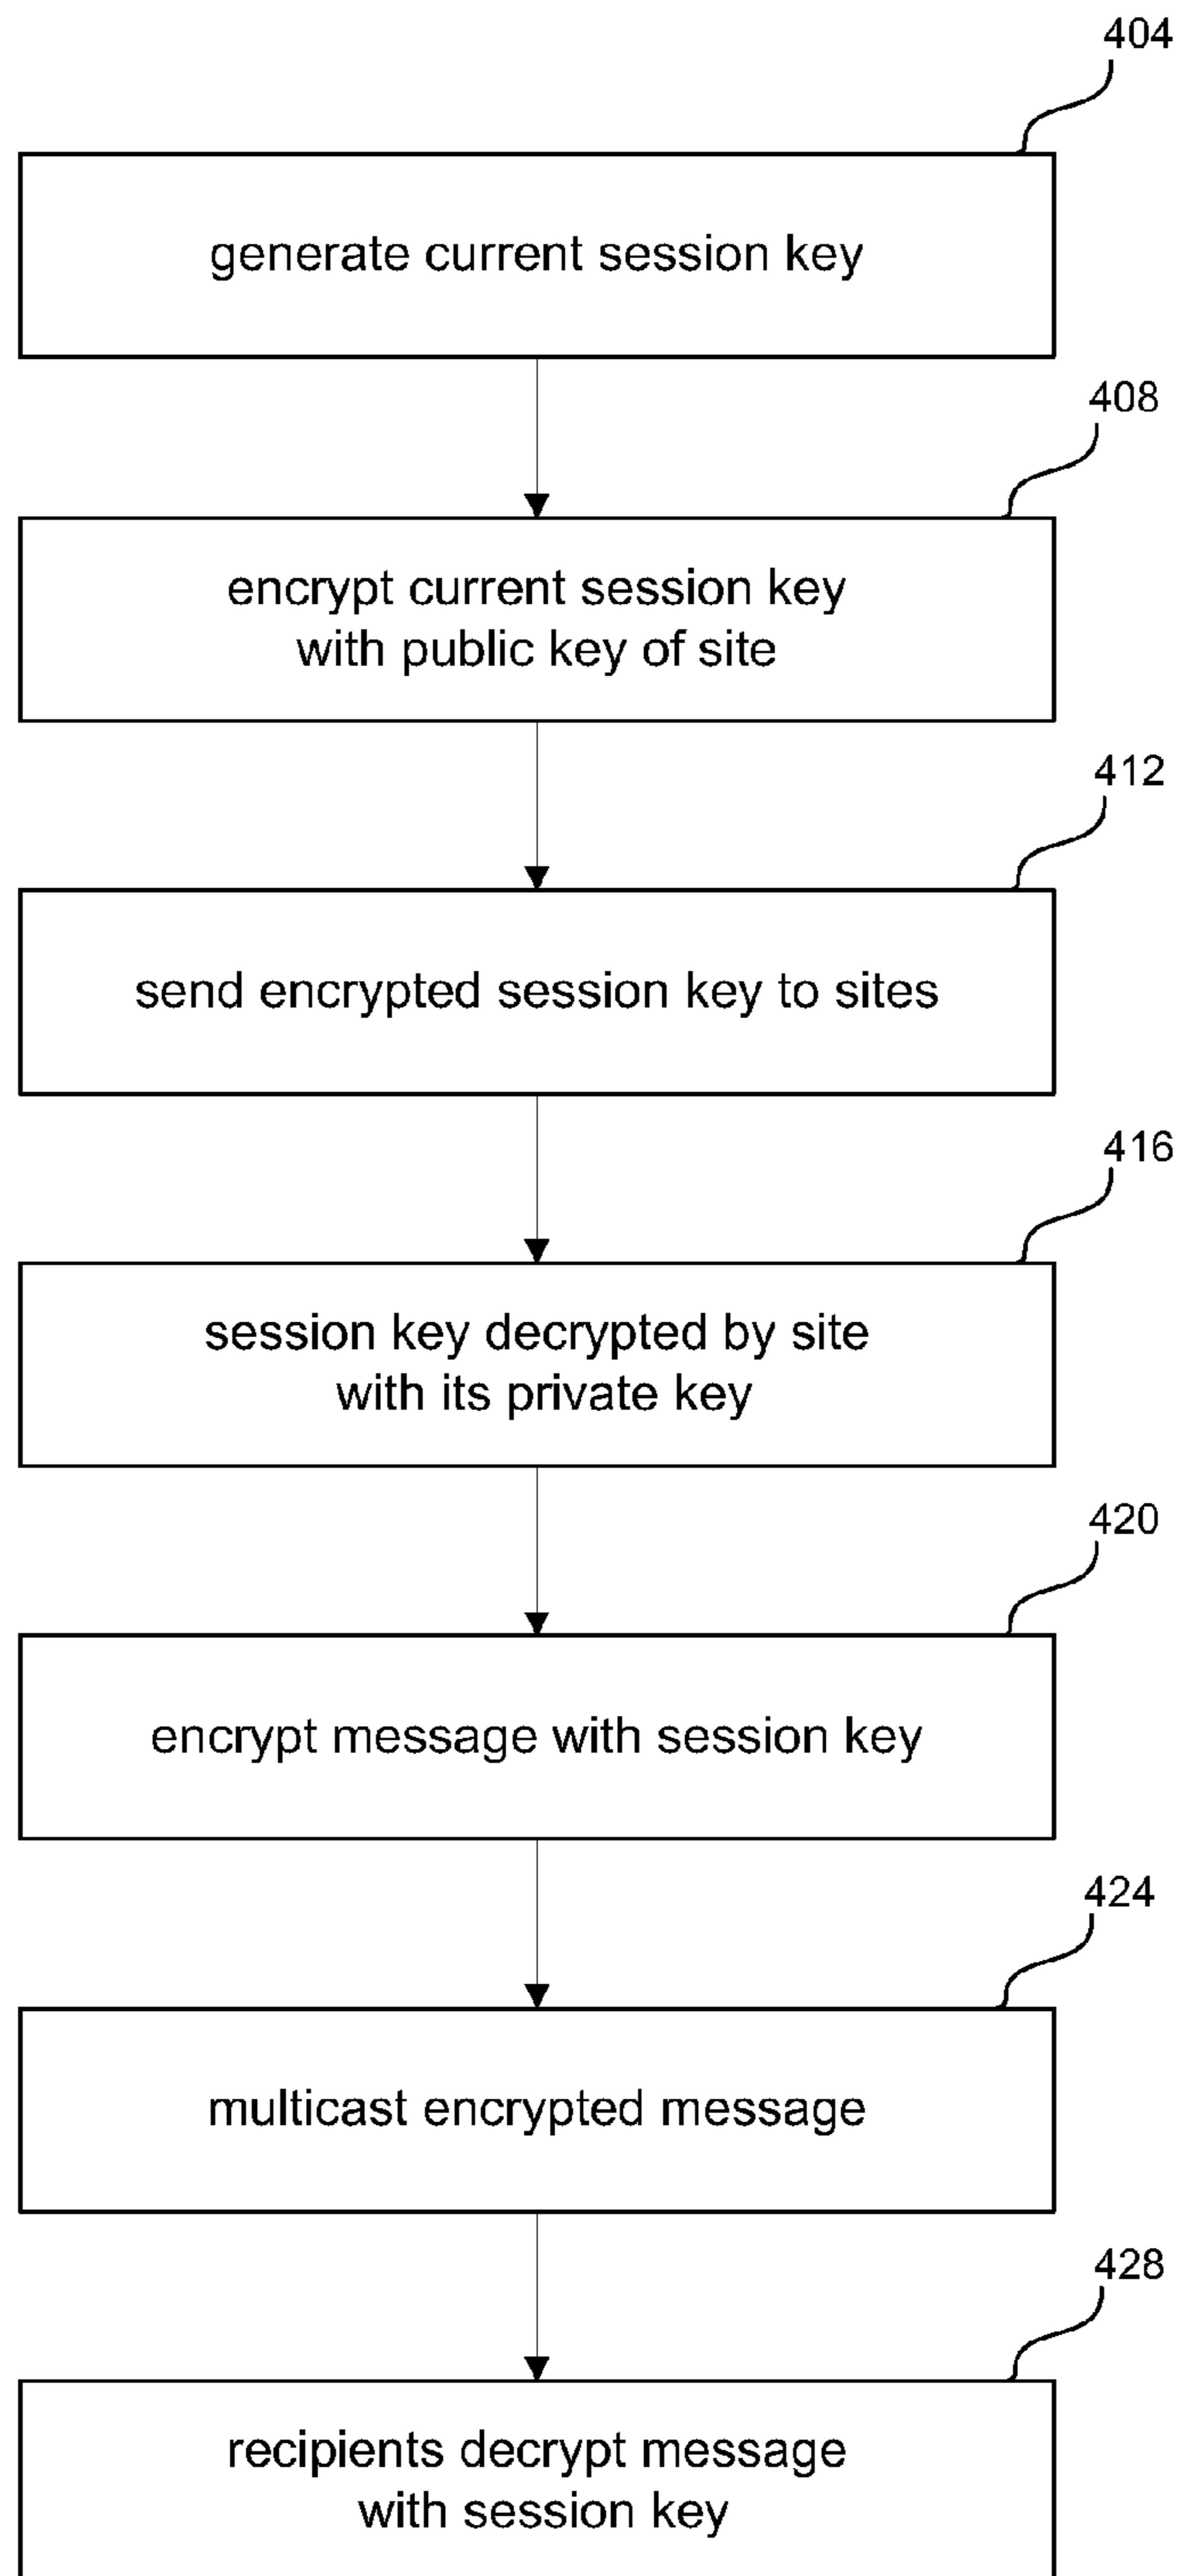 404
generate current session key
408
encrypt current session key
with public key of site
412
send encrypted session key to sites
416
session key decrypted by site
with its private key
420
encrypt message with session key
424
multicast encrypted message
428
recipients decrypt message
with session key